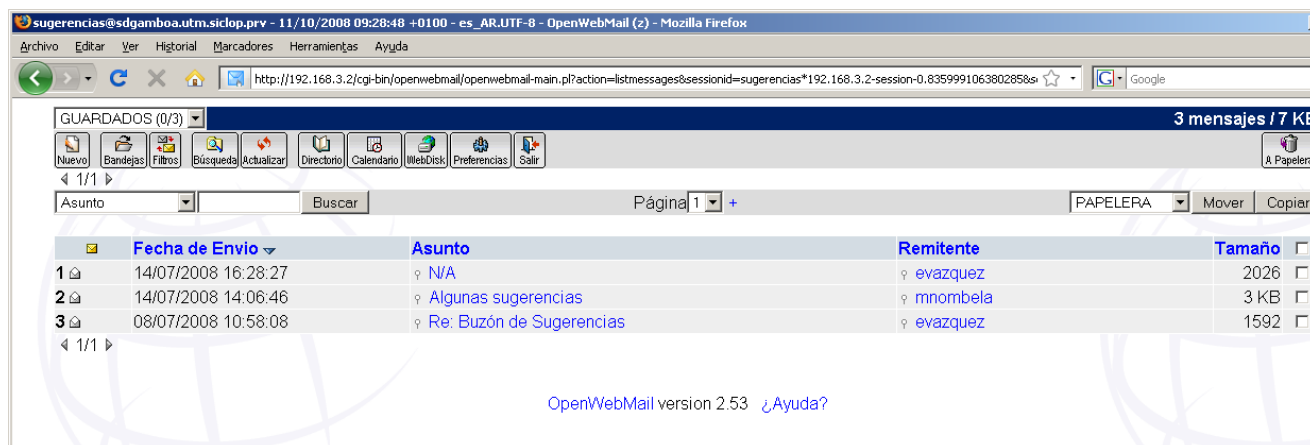 sugerencias@sdgamboa.utm.siclop.prv - 11/10/2008 09:28:48 +0100 - es_AR.UTF-8 - OpenWebMail (z) - Mozilla Firefox
Archivo Editar Ver Historial Marcadores Herramientas Ayuda
http://192.168.3.2/cgi-bin/openwebmail/openwebmail-main.pl?action=listmessages&sessionid=sugerencias*192.168.3.2-session-0.835999106380285&s G Google
GUARDADOS (0/3) 3 mensajes / 7 KB
Nuevo Bandejas Filtros Búsqueda Actualizar Directorio Calendario WebDisk Preferencias Salir A Papelera
1/1
Asunto Buscar Página 1 + PAPELERA Mover Copiar
Fecha de Envio Asunto Remitente Tamaño
1 14/07/2008 16:28:27 N/A evazquez 2026
2 14/07/2008 14:06:46 Algunas sugerencias mnombela 3 KB
3 08/07/2008 10:58:08 Re: Buzón de Sugerencias evazquez 1592
1/1
OpenWebMail version 2.53 ¿Ayuda?